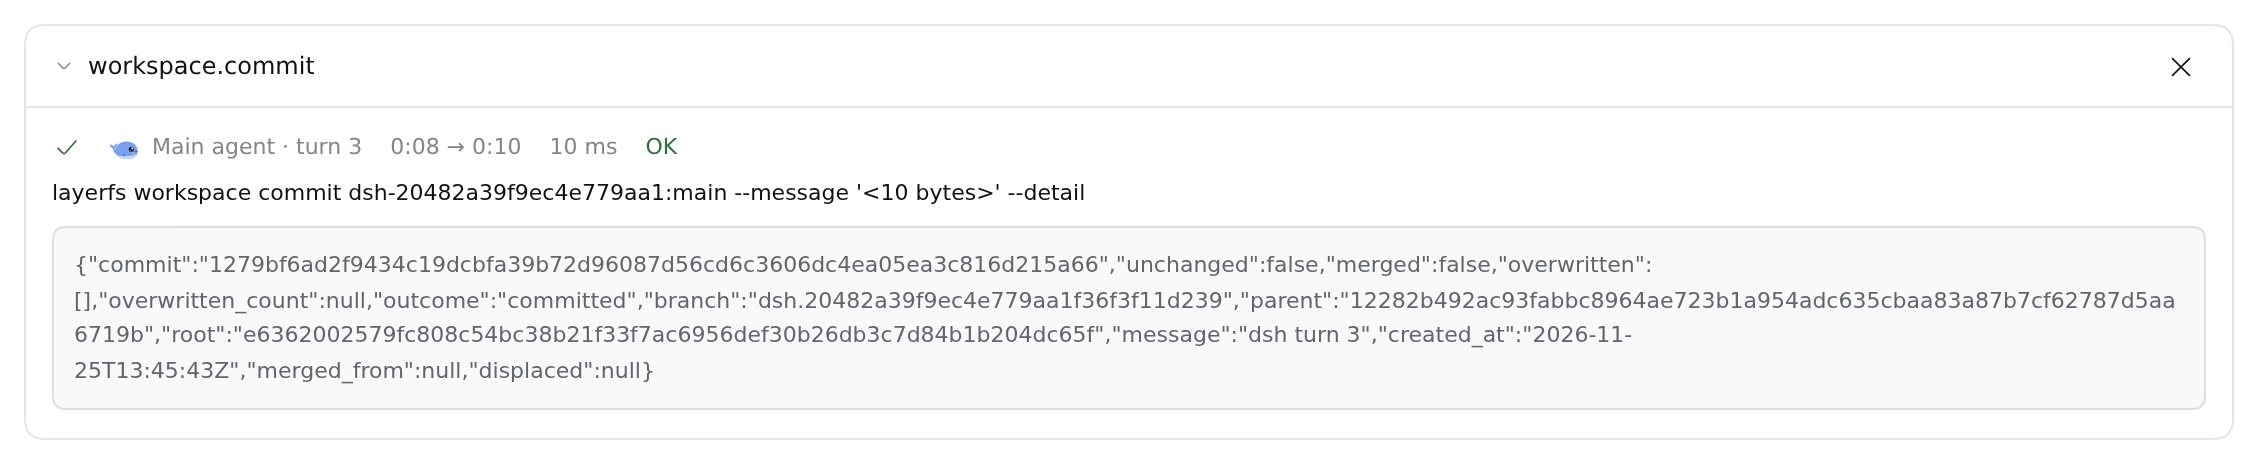 workspace.commit
Main agent · turn 3 0:08 → 0:10 10 ms OK
layerfs workspace commit dsh-20482a39f9ec4e779aa1:main --message '<10 bytes>' --detail
{"commit":"1279bf6ad2f9434c19dcbfa39b72d96087d56cd6c3606dc4ea05ea3c816d215a66","unchanged":false,"merged":false,"overwritten":
[],"overwritten_count":null,"outcome":"committed","branch":"dsh.20482a39f9ec4e779aa1f36f3f11d239","parent":"12282b492ac93fabbc8964ae723b1a954adc635cbaa83a87b7cf62787d5aa
6719b","root":"e6362002579fc808c54bc38b21f33f7ac6956def30b26db3c7d84b1b204dc65f","message":"dsh turn 3","created_at":"2026-11-
25T13:45:43Z","merged_from":null,"displaced":null}